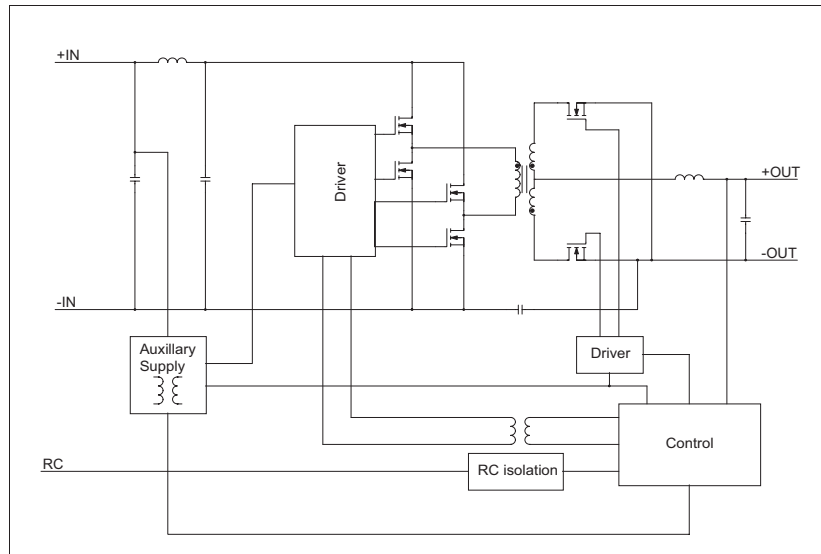 +IN
Driver
+OUT
-OUT
-IN
Auxillary
Supply
Driver
Control
RC
RC isolation